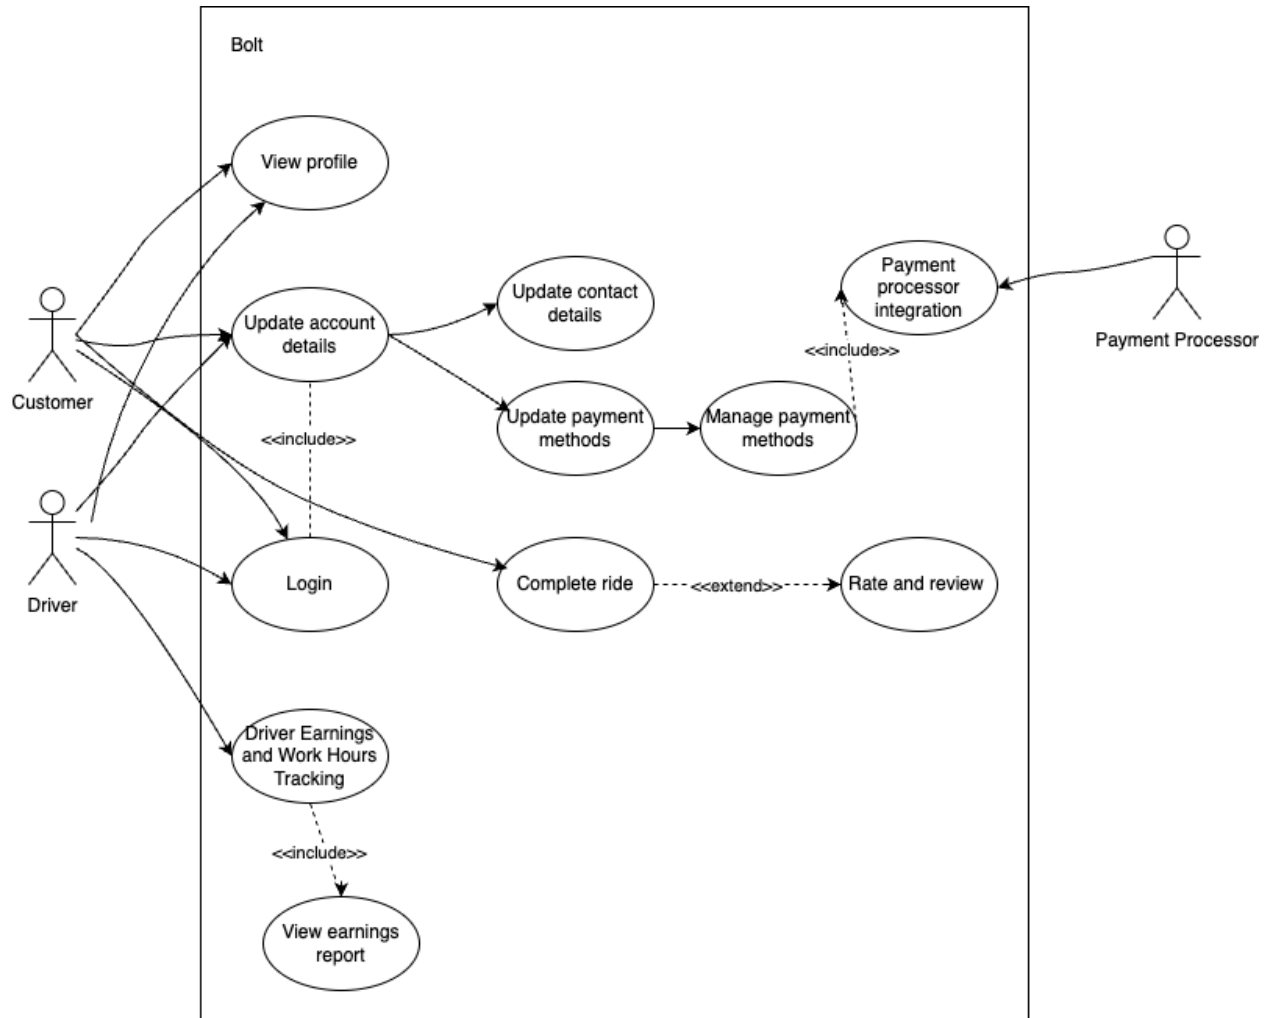 Bolt
View profile
Customer
Update account
details
Update contact
details
Payment
processor
integration
Payment Processor
<<include>>
<<include>>
Update payment
methods
Manage payment
methods
Driver
Login
Complete ride
<<extend>>
Rate and review
Driver Earnings
and Work Hours
Tracking
<<include>>
View earnings
report